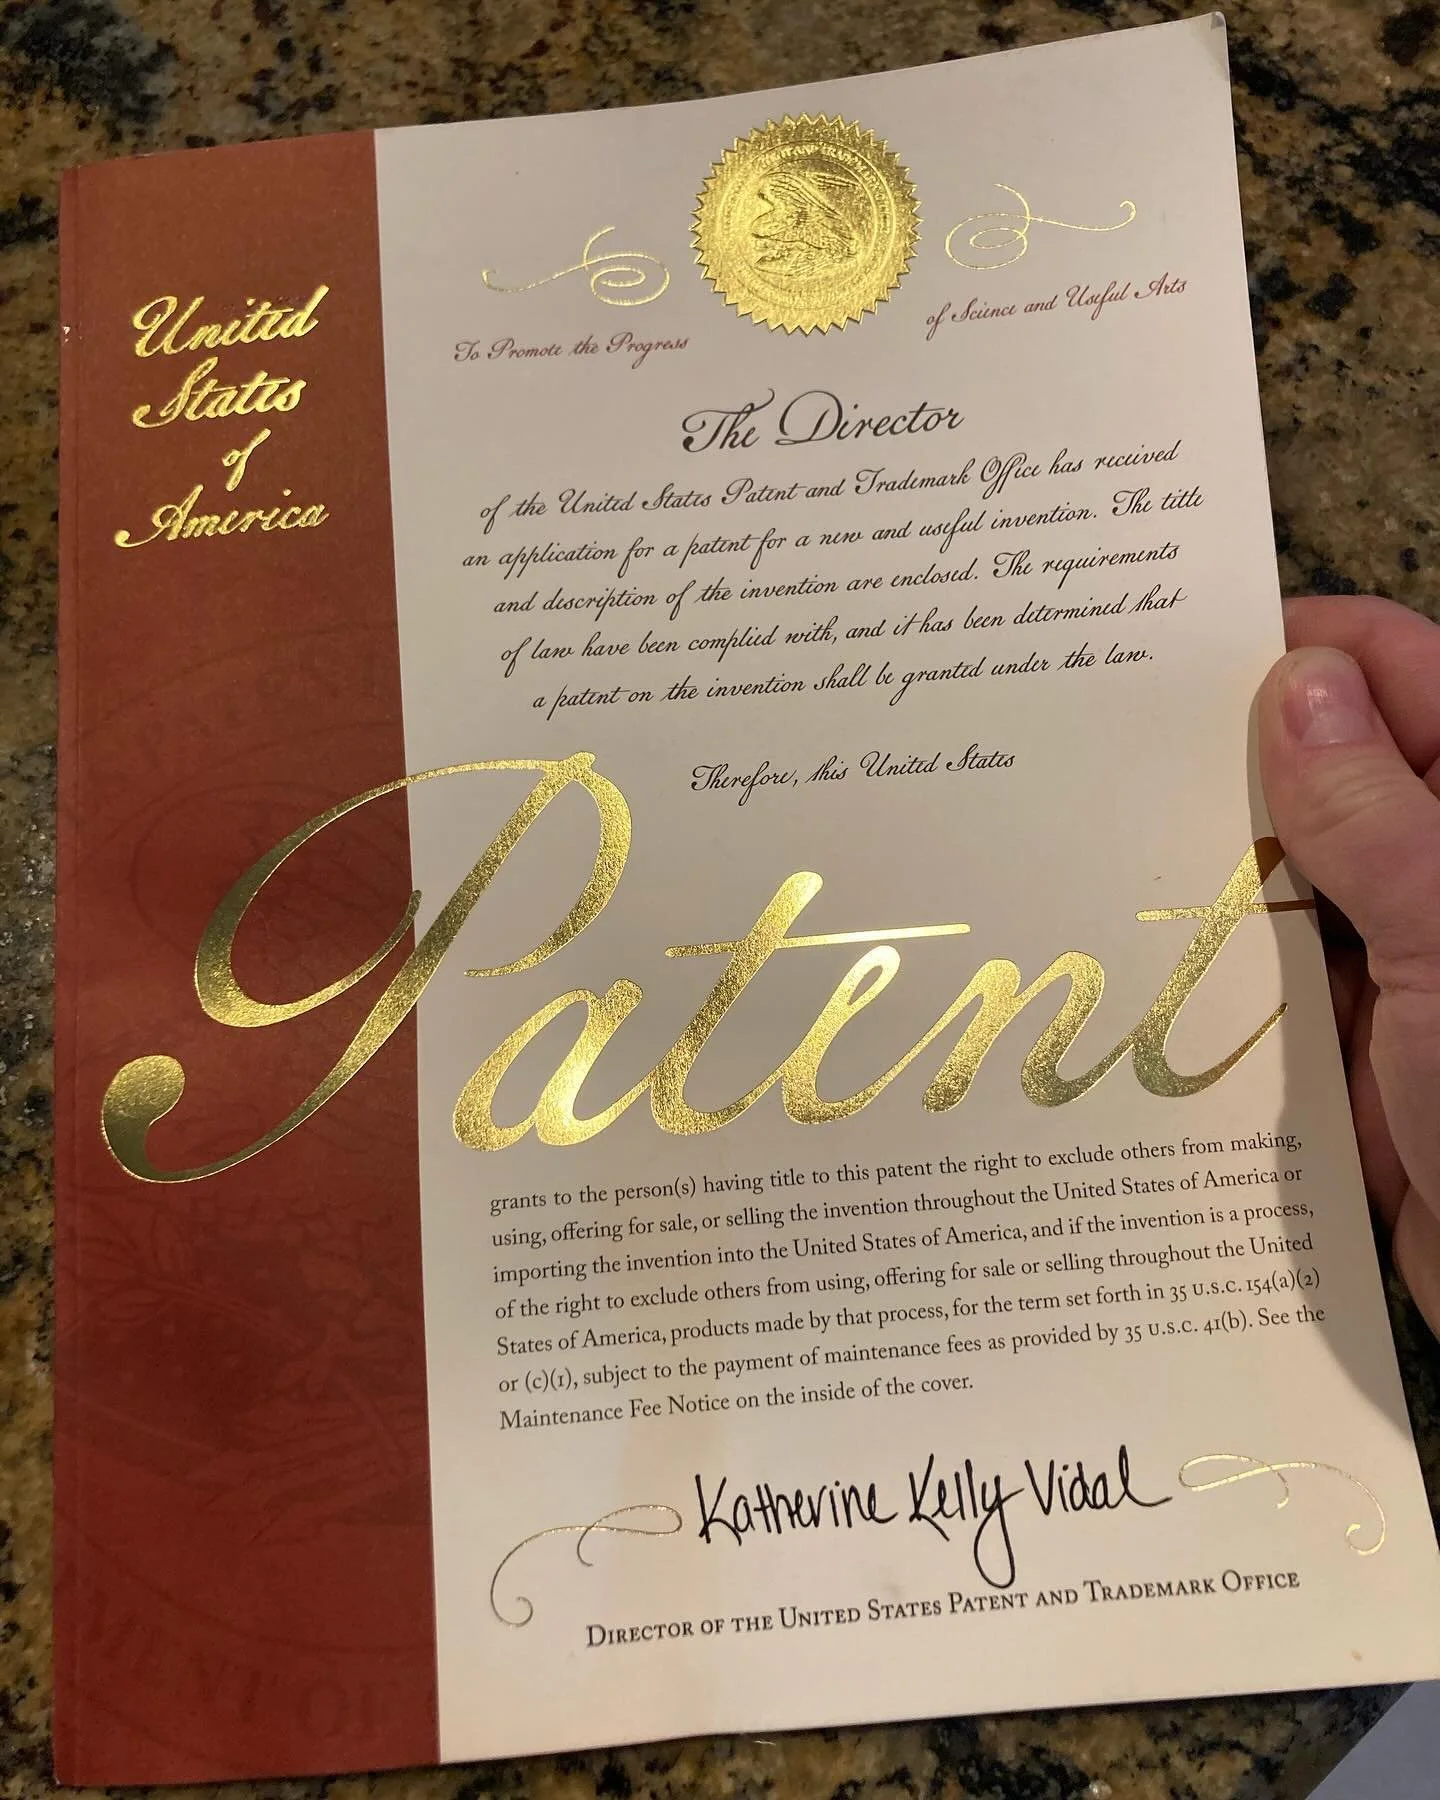 United
States
of
America
To Promote the Progress
of Science and Useful Arts
The Director
of the United States Patent and Trademark Office has received
an application for a patent for a new and useful invention. The title
and description of the invention are enclosed. The requirements
of law have been complied with, and it has been determined that
a patent on the invention shall be granted under the law.
Therefore, this United States
Patent
grants to the person(s) having title to this patent the right to exclude others from making,
using, offering for sale, or selling the invention throughout the United States of America or
importing the invention into the United States of America, and if the invention is a process,
of the right to exclude others from using, offering for sale or selling throughout the United
States of America, products made by that process, for the term set forth in 35 U.S.C. 154(a)(2)
or (c)(1), subject to the payment of maintenance fees as provided by 35 U.S.C. 41(b). See the
Maintenance Fee Notice on the inside of the cover.
Katherine Kelly Vidal
DIRECTOR OF THE UNITED STATES PATENT AND TRADEMARK OFFICE